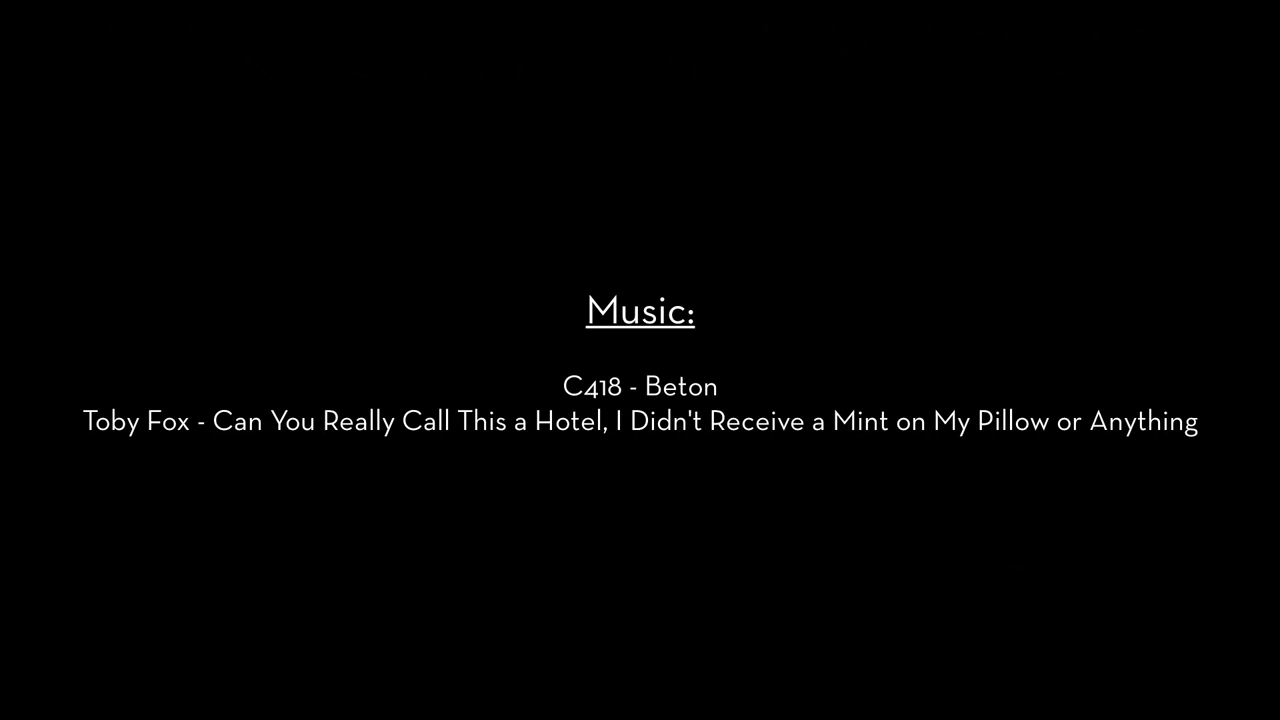 Music:
C418 - Beton
Toby Fox - Can You Really Call This a Hotel, I Didn't Receive a Mint on My Pillow or Anything